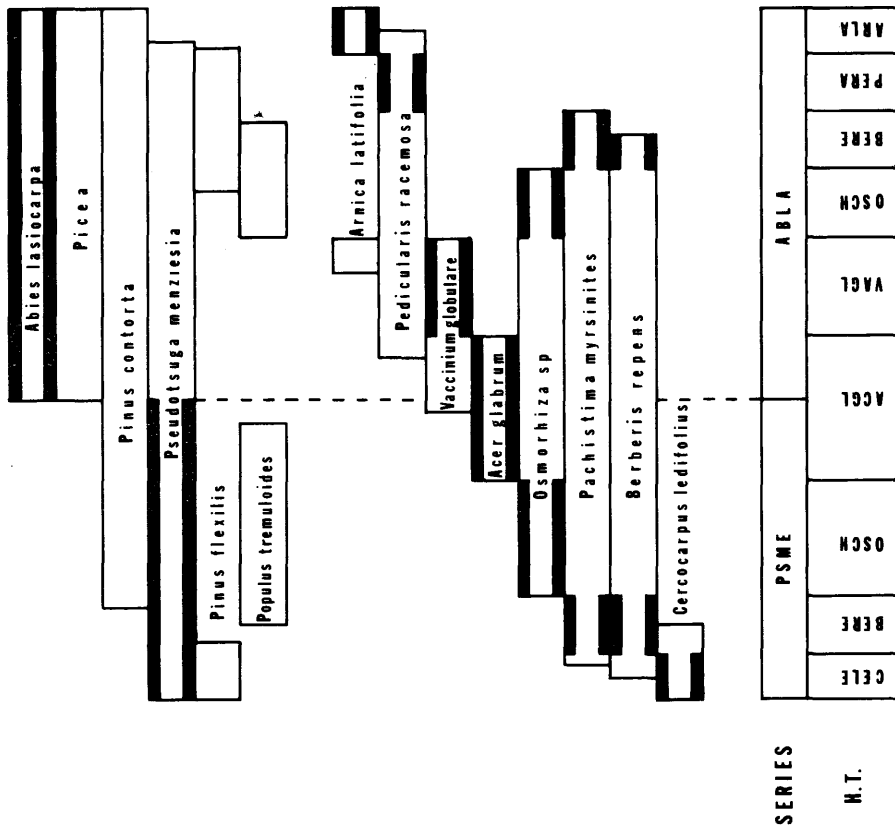 Abies lasiocarpa
Picea
Pinus contorta
Pseudotsuga menziesia
Pinus flexilis
Populus tremuloides
Arnica latifolia
Pedicularis racemosa
Vaccinium globulare
Acer glabrum
Osmorhiza sp
Pachistima myrsinites
Berberis repens
Cercocarpus ledifolius
SERIES PSME ABLA
H.T. CELE BERE OSCH ACGL VAGL OSCH BERE PERA ARLA